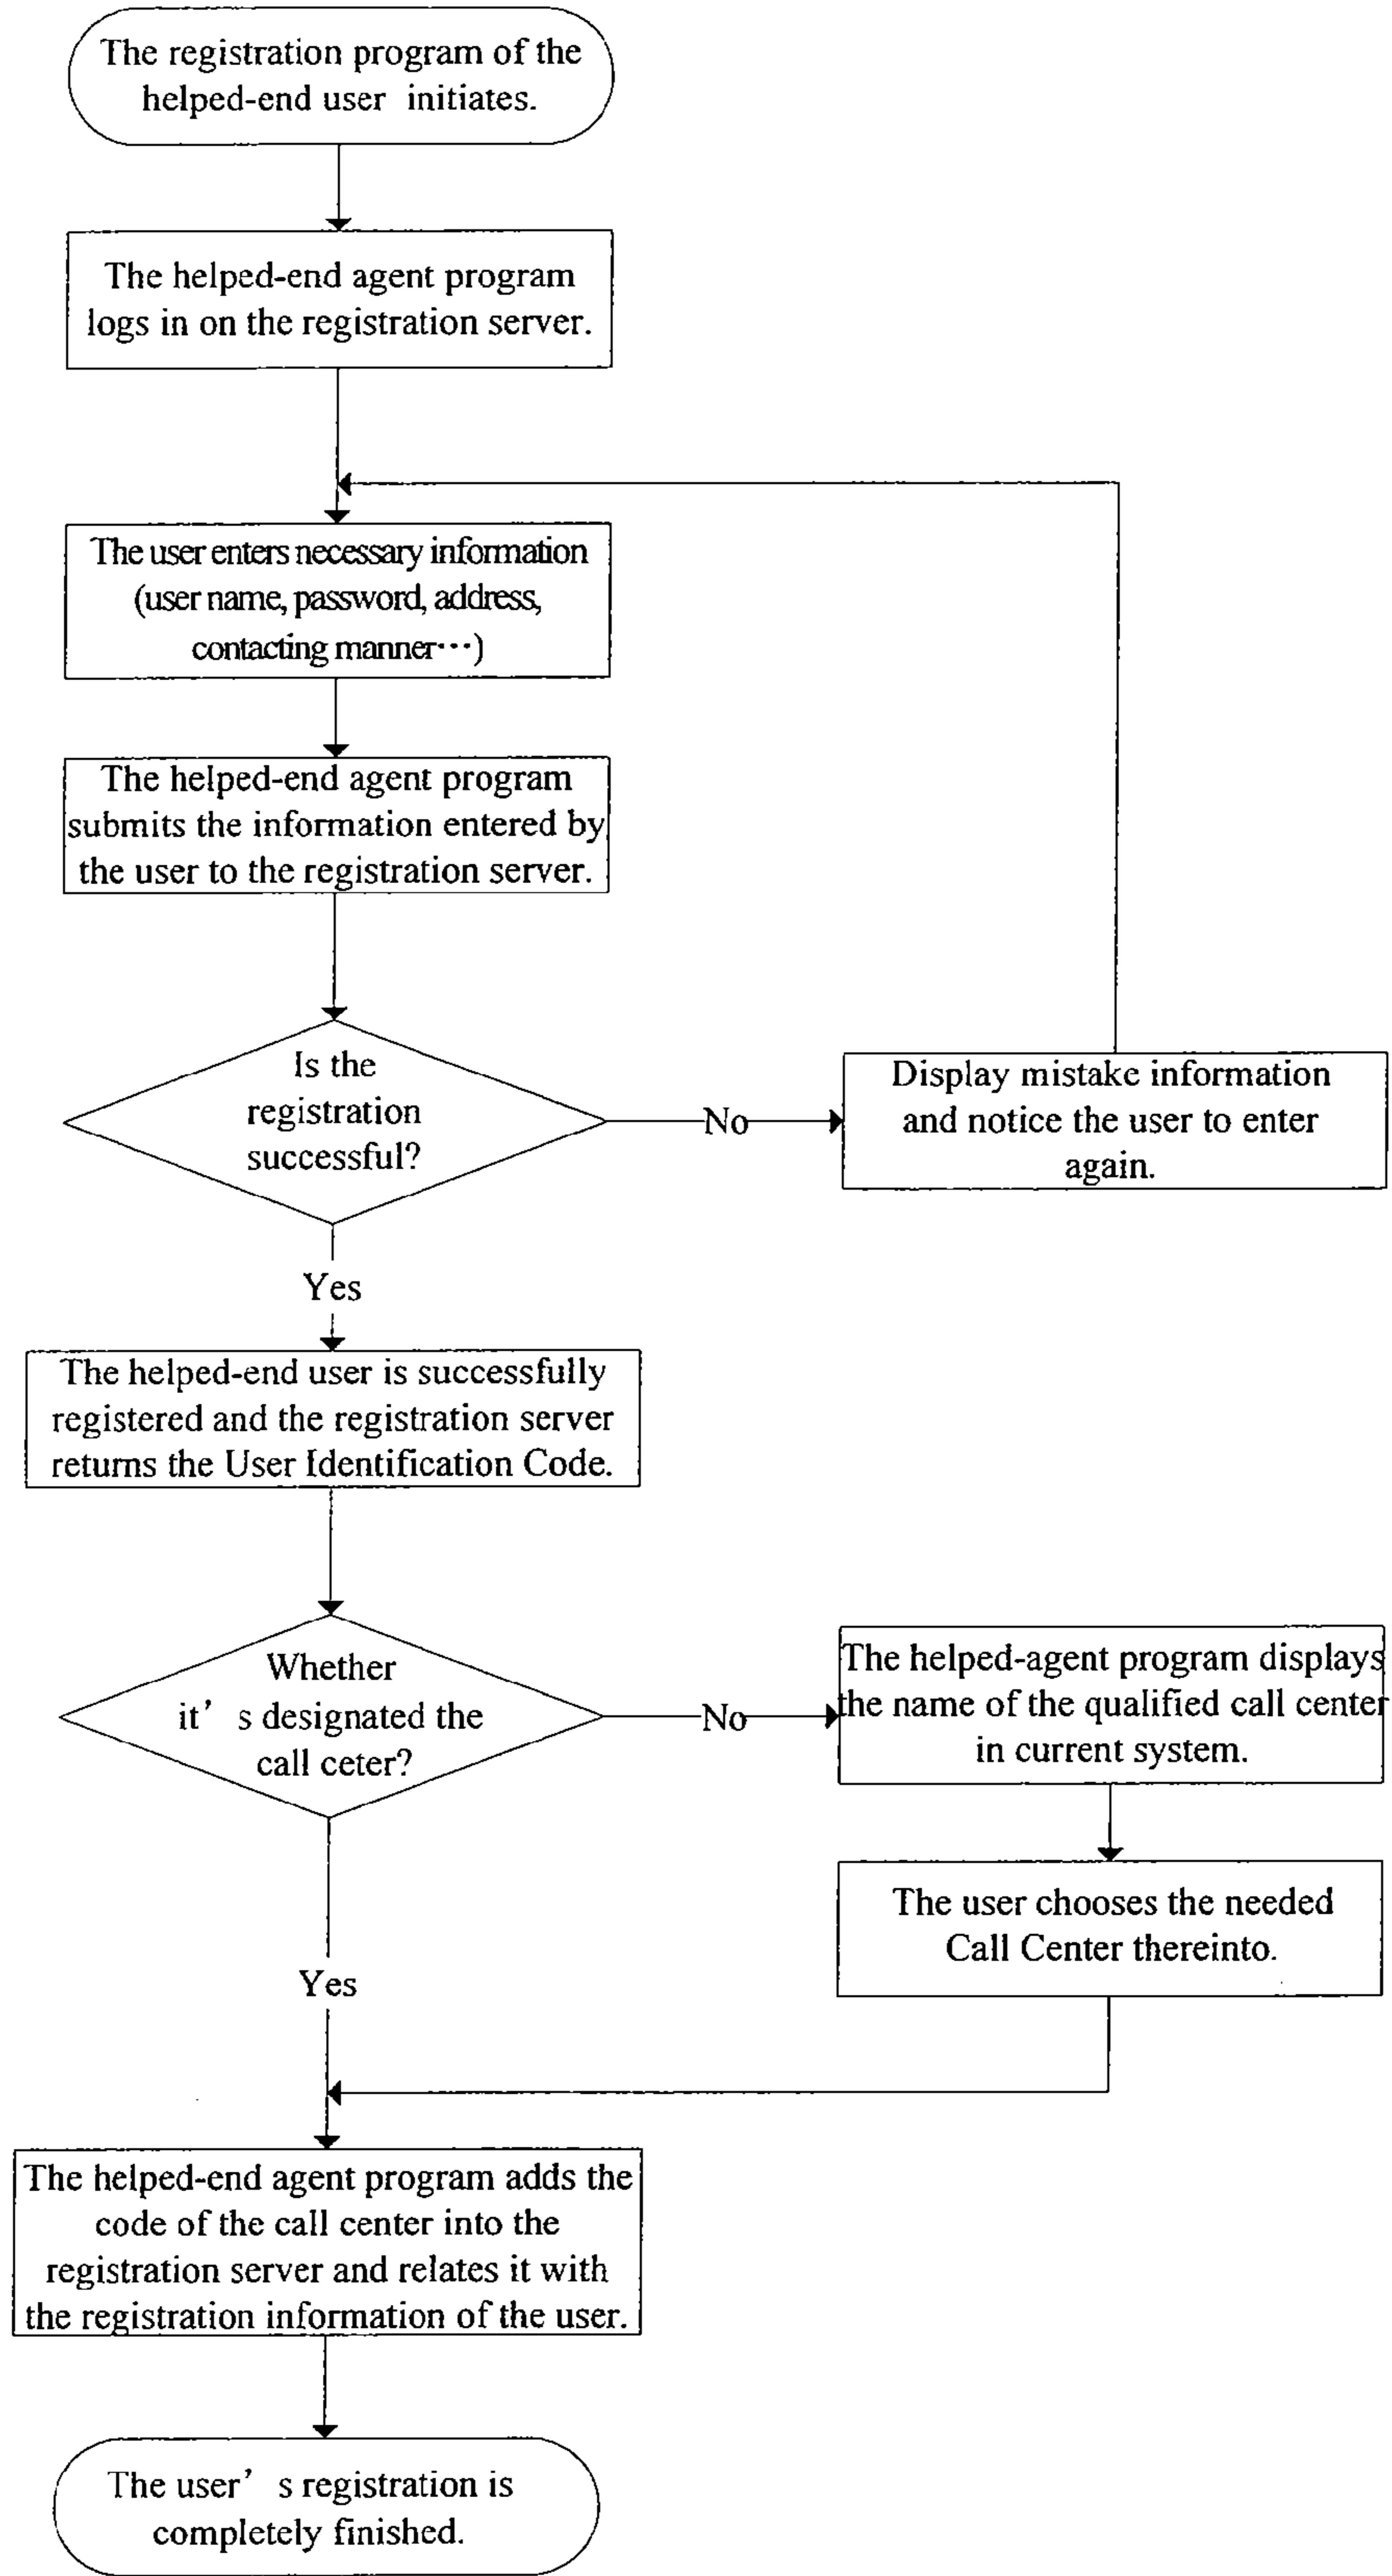 The registration program of the
helped-end user initiates.
The helped-end agent program
logs in on the registration server.
The user enters necessary information
(user name, password, address,
contacting manner···)
The helped-end agent program
submits the information entered by
the user to the registration server.
Is the
registration
successful?
No
Display mistake information
and notice the user to enter
again.
Yes
The helped-end user is successfully
registered and the registration server
returns the User Identification Code.
Whether
it’ s designated the
call ceter?
No
The helped-agent program displays
the name of the qualified call center
in current system.
The user chooses the needed
Call Center thereinto.
Yes
The helped-end agent program adds the
code of the call center into the
registration server and relates it with
the registration information of the user.
The user’ s registration is
completely finished.